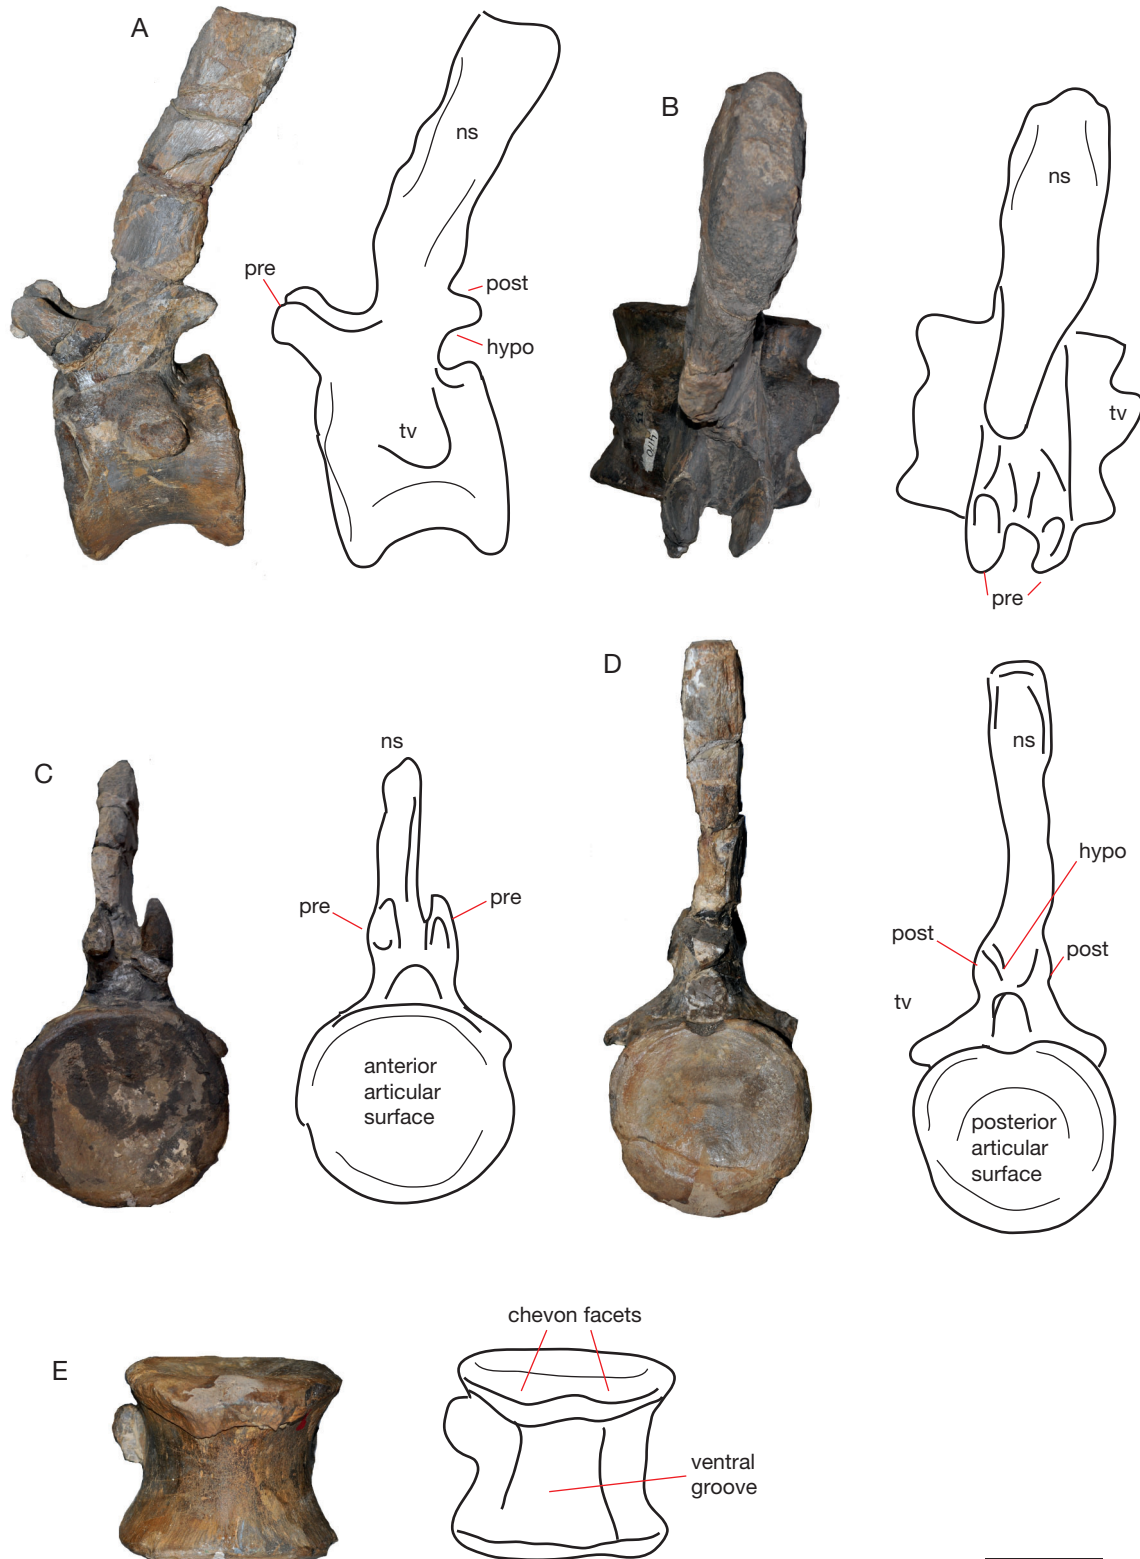 A
ns
pre
post
hypo
tv
B
ns
tv
pre
C
ns
pre
pre
anterior
articular
surface
D
ns
hypo
post
post
tv
posterior
articular
surface
E
chevon facets
ventral
groove